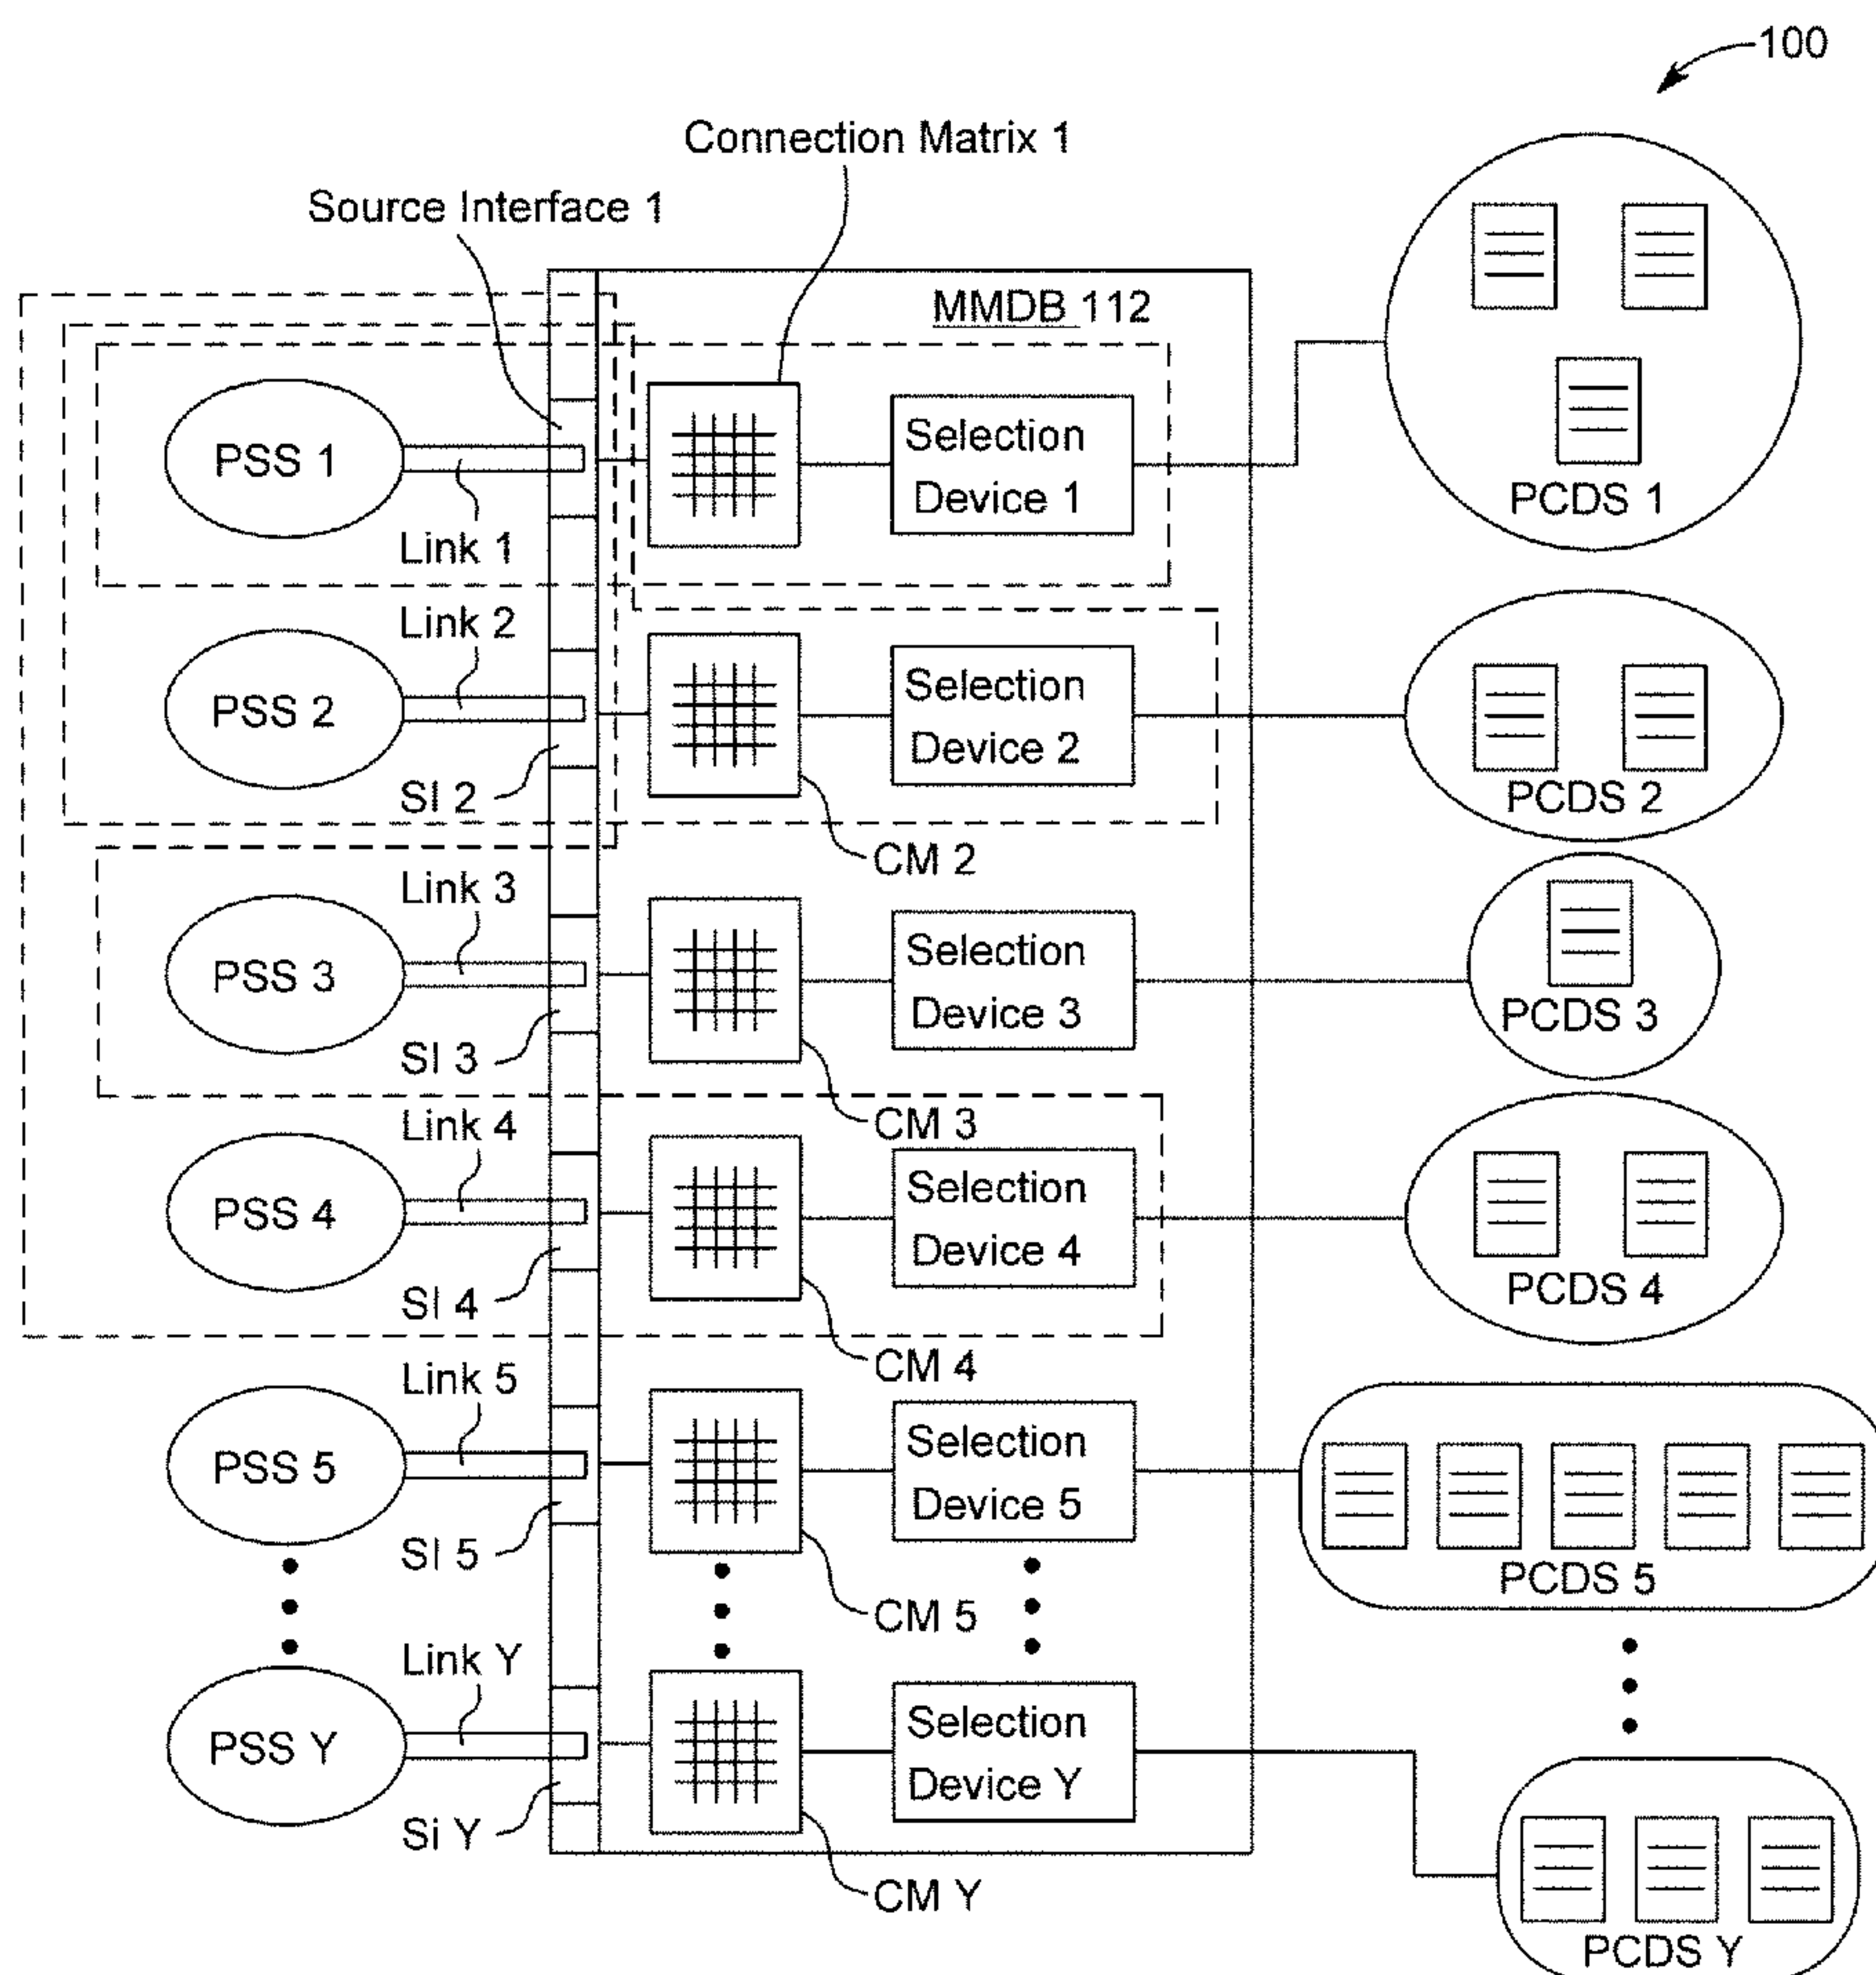 100
Connection Matrix 1
Source Interface 1
MMDB 112
PSS 1
Link 1
Selection
Device 1
PCDS 1
Link 2
PSS 2
SI 2
Selection
Device 2
CM 2
PCDS 2
Link 3
PSS 3
SI 3
Selection
Device 3
CM 3
PCDS 3
Link 4
PSS 4
SI 4
Selection
Device 4
CM 4
PCDS 4
Link 5
PSS 5
SI 5
Selection
Device 5
CM 5
PCDS 5
Link Y
PSS Y
Si Y
Selection
Device Y
CM Y
PCDS Y